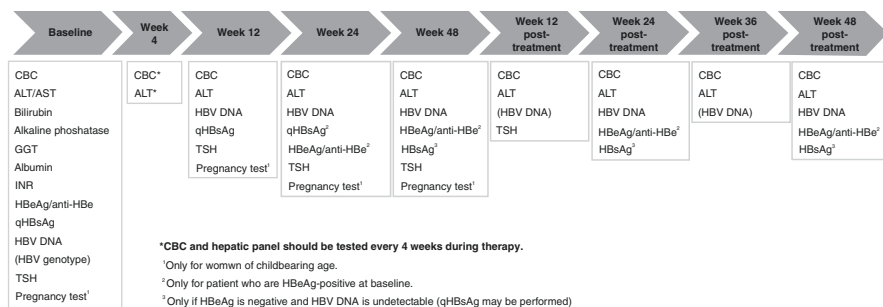 Baseline
Week
4
Week 12
Week 24
Week 48
Week 12
post-
treatment
Week 24
post-
treatment
Week 36
post-
treatment
Week 48
post-
treatment
CBC
ALT/AST
Bilirubin
Alkaline phoshatase
GGT
Albumin
INR
HBeAg/anti-HBe
qHBsAg
HBV DNA
(HBV genotype)
TSH
Pregnancy test¹
CBC*
ALT*
CBC
ALT
HBV DNA
qHBsAg
TSH
Pregnancy test¹
CBC
ALT
HBV DNA
qHBsAg²
HBeAg/anti-HBe²
TSH
Pregnancy test¹
CBC
ALT
HBV DNA
HBeAg/anti-HBe²
HBsAg³
TSH
Pregnancy test¹
CBC
ALT
(HBV DNA)
TSH
CBC
ALT
HBV DNA
HBeAg/anti-HBe²
HBsAg³
CBC
ALT
(HBV DNA)
CBC
ALT
HBV DNA
HBeAg/anti-HBe²
HBsAg³
*CBC and hepatic panel should be tested every 4 weeks during therapy.
¹Only for womwn of childbearing age.
²Only for patient who are HBeAg-positive at baseline.
³Only if HBeAg is negative and HBV DNA is undetectable (qHBsAg may be performed)